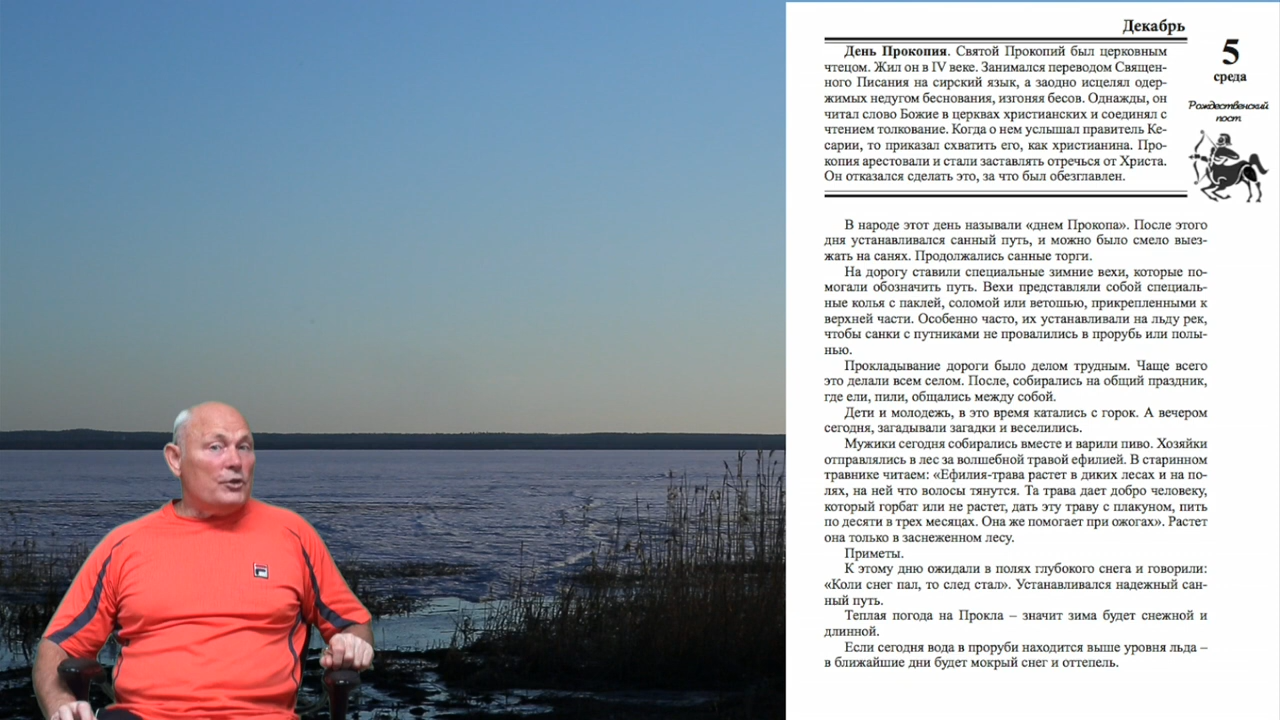 Декабрь
День Прокопия. Святой Прокопий был церковным
чтецом. Жил он в IV веке. Занимался переводом Священ-
ного Писания на сирский язык, а заодно исцелял одер-
жимых недугом беснования, изгоняя бесов. Однажды, он
читал слово Божие в церквах христианских и соединял с
чтением толкование. Когда о нем услышал правитель Ке-
сарии, то приказал схватить его, как христианина. Про-
копия арестовали и стали заставлять отречься от Христа.
Он отказался сделать это, за что был обезглавлен.
5
среда
Рождественский
пост
В народе этот день называли «днем Прокопа». После этого
дня устанавливался санный путь, и можно было смело выез-
жать на санях. Продолжались санные торги.
На дорогу ставили специальные зимние вехи, которые по-
могали обозначить путь. Вехи представляли собой специаль-
ные колья с паклей, соломой или ветошью, прикрепленными к
верхней части. Особенно часто, их устанавливали на льду рек,
чтобы санки с путниками не провалились в прорубь или полы-
нью.
Прокладывание дороги было делом трудным. Чаще всего
это делали всем селом. После, собирались на общий праздник,
где ели, пили, общались между собой.
Дети и молодежь, в это время катались с горок. А вечером
сегодня, загадывали загадки и веселились.
Мужики сегодня собирались вместе и варили пиво. Хозяйки
отправлялись в лес за волшебной травой ефилией. В старинном
травнике читаем: «Ефилия-трава растет в диких лесах и на по-
лях, на ней что волосы тянутся. Та трава дает добро человеку,
который горбат или не растет, дать эту траву с плакуном, пить
по десяти в трех месяцах. Она же помогает при ожогах». Растет
она только в заснеженном лесу.
Приметы.
К этому дню ожидали в полях глубокого снега и говорили:
«Коли снег пал, то след стал». Устанавливался надежный сан-
ный путь.
Теплая погода на Прокла – значит зима будет снежной и
длинной.
Если сегодня вода в проруби находится выше уровня льда –
в ближайшие дни будет мокрый снег и оттепель.